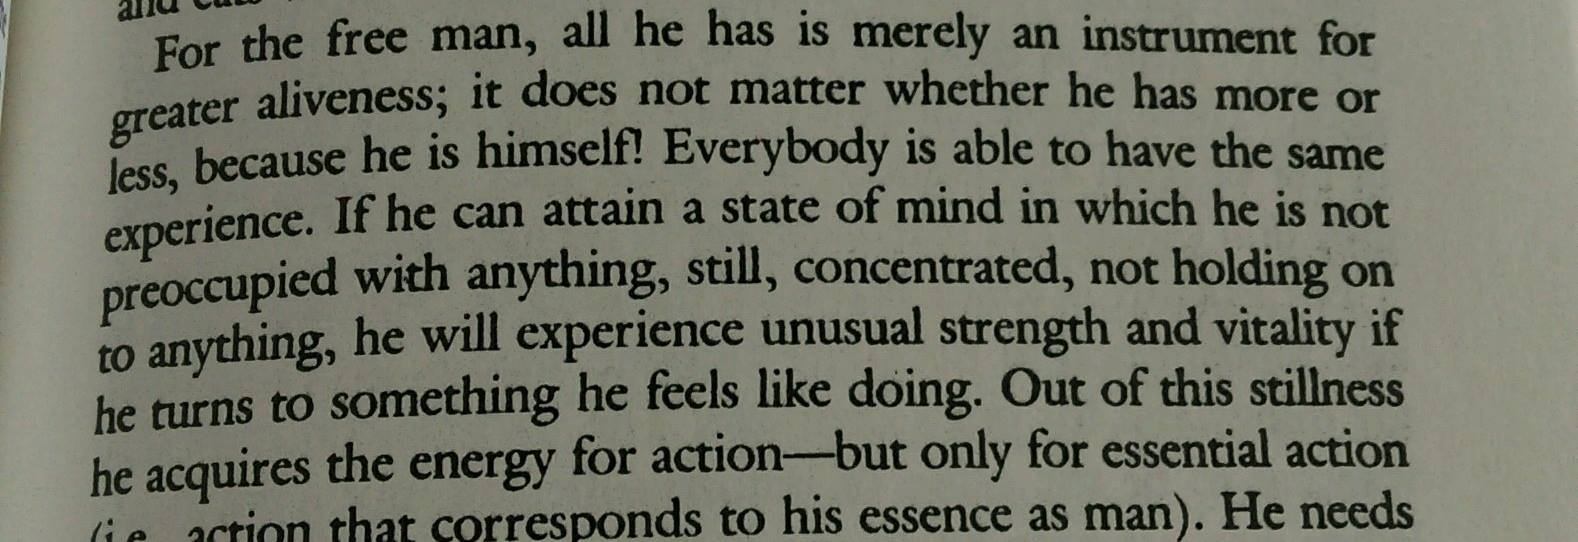 For the free man, all he has is merely an instrument for
greater aliveness; it does not matter whether he has more or
less, because he is himself! Everybody is able to have the same
experience. If he can attain a state of mind in which he is not
preoccupied with anything, still, concentrated, not holding on
to anything, he will experience unusual strength and vitality if
he turns to something he feels like doing. Out of this stillness
he acquires the energy for action—but only for essential action
(i.e. action that corresponds to his essence as man). He needs